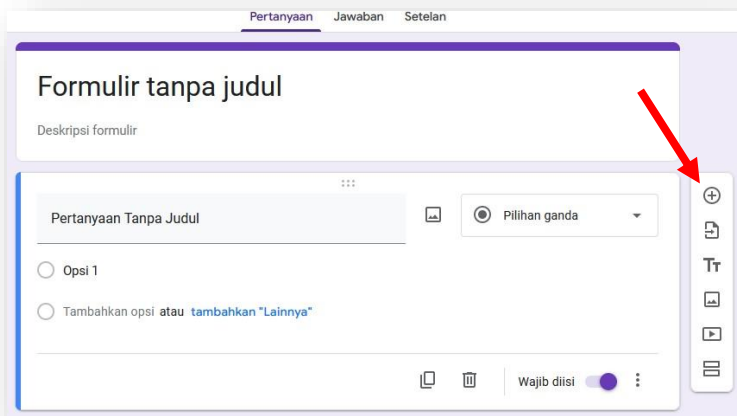 Pertanyaan Jawaban Setelan
Formulir tanpa judul
Deskripsi formulir
Pertanyaan Tanpa Judul
Pilihan ganda
Opsi 1
Tambahkan opsi atau tambahkan "Lainnya"
Tт
Wajib diisi